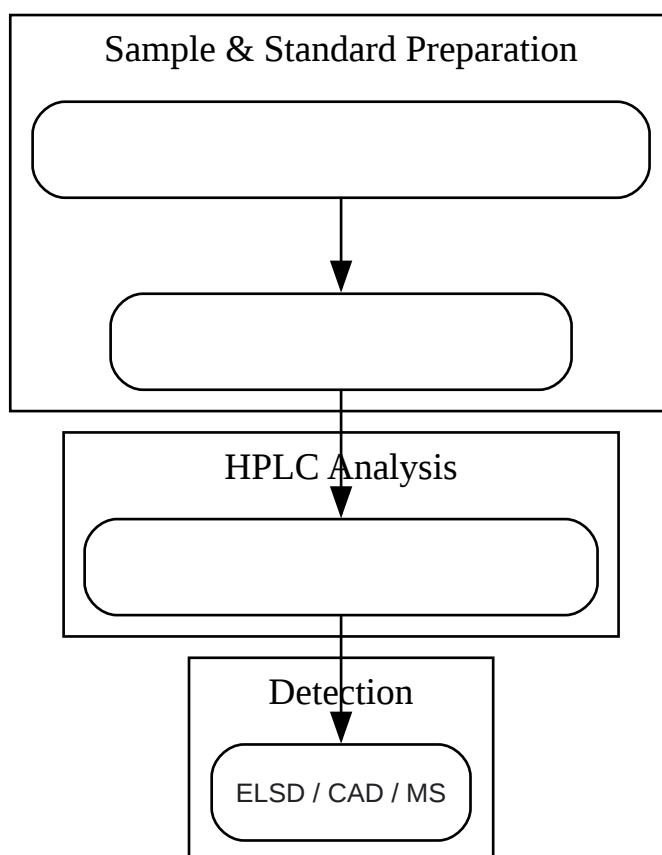 Sample & Standard Preparation
HPLC Analysis
Detection
ELSD / CAD / MS